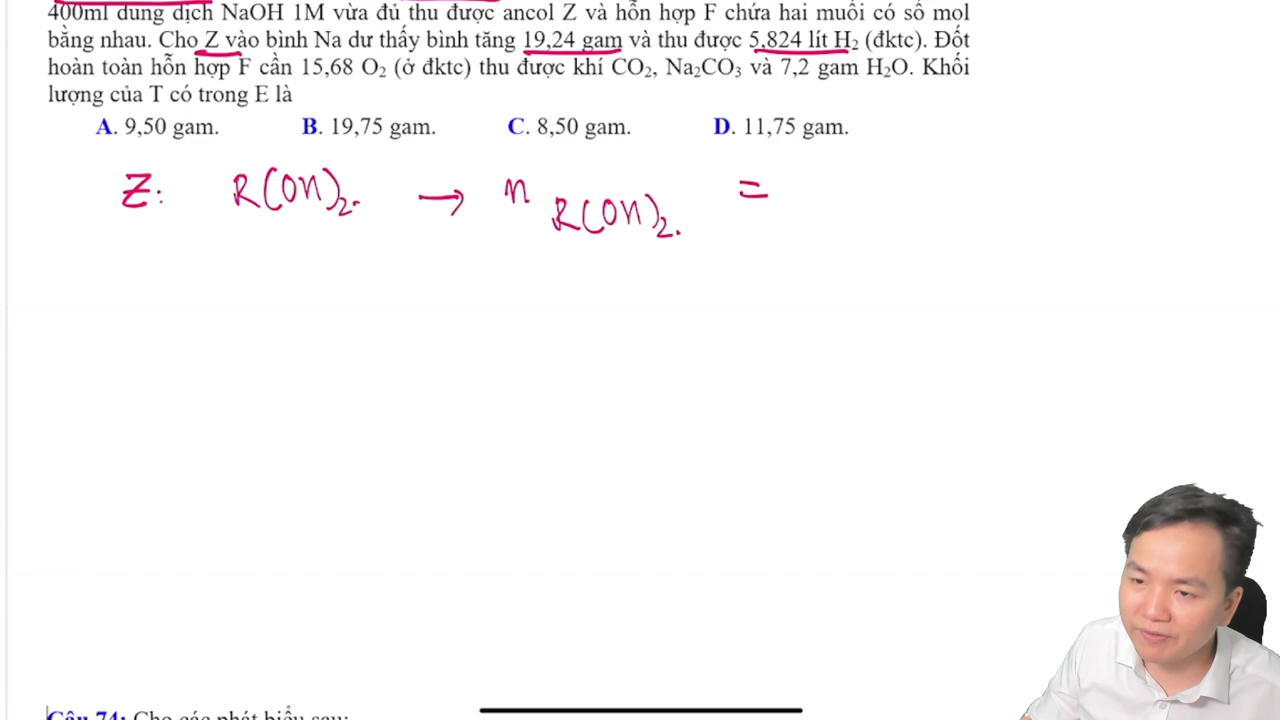 400ml dung dịch NaOH 1M vừa đủ thu được ancol Z và hỗn hợp F chứa hai muối có số mol
bằng nhau. Cho Z vào bình Na dư thấy bình tăng 19,24 gam và thu được 5,824 lít H₂ (đktc). Đốt
hoàn toàn hỗn hợp F cần 15,68 O₂ (ở đktc) thu được khí CO₂, Na₂CO₃ và 7,2 gam H₂O. Khối
lượng của T có trong E là
A. 9,50 gam. B. 19,75 gam. C. 8,50 gam. D. 11,75 gam.
Z: R(OH)₂. → n R(OH)₂. =
Câu 74: Cho các phát biểu sau: